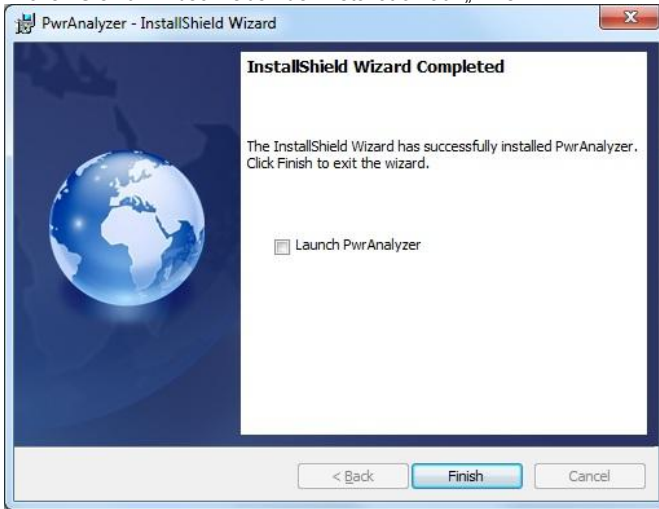 PwrAnalyzer - InstallShield Wizard
InstallShield Wizard Completed
The InstallShield Wizard has successfully installed PwrAnalyzer.
Click Finish to exit the wizard.
Launch PwrAnalyzer
< Back
Finish
Cancel